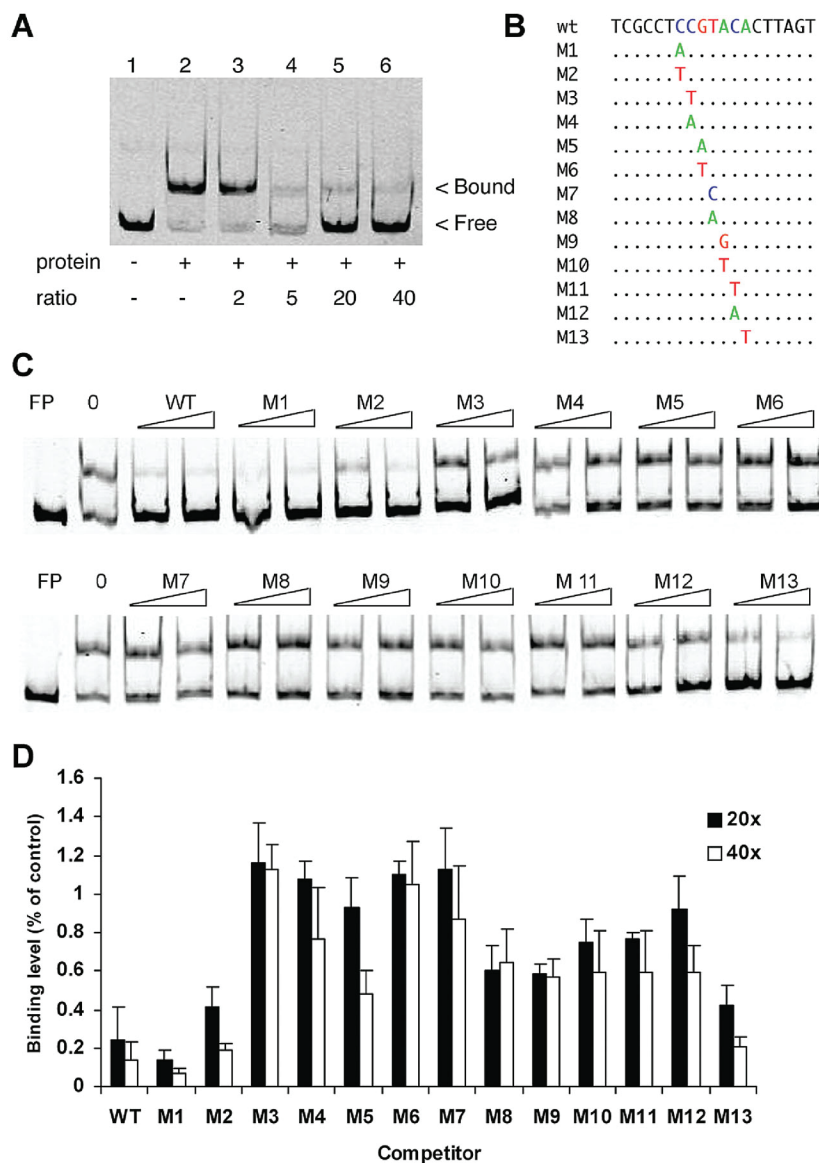 A
1 2 3 4 5 6
< Bound
< Free
protein - + + + + +
ratio - - 2 5 20 40
B
wt TCGCCTCCGTACACTTAGT
M1 ......A............
M2 ......T............
M3 .......T...........
M4 .......A...........
M5 ........A..........
M6 ........T..........
M7 .........C.........
M8 .........A.........
M9 ..........G........
M10 ..........T........
M11 ...........T.......
M12 ...........A.......
M13 ............T......
C
FP 0 WT M1 M2 M3 M4 M5 M6
FP 0 M7 M8 M9 M10 M 11 M12 M13
D
Binding level (% of control)
1.6
1.4
1.2
1
0.8
0.6
0.4
0.2
0
20x
40x
WT M1 M2 M3 M4 M5 M6 M7 M8 M9 M10 M11 M12 M13
Competitor